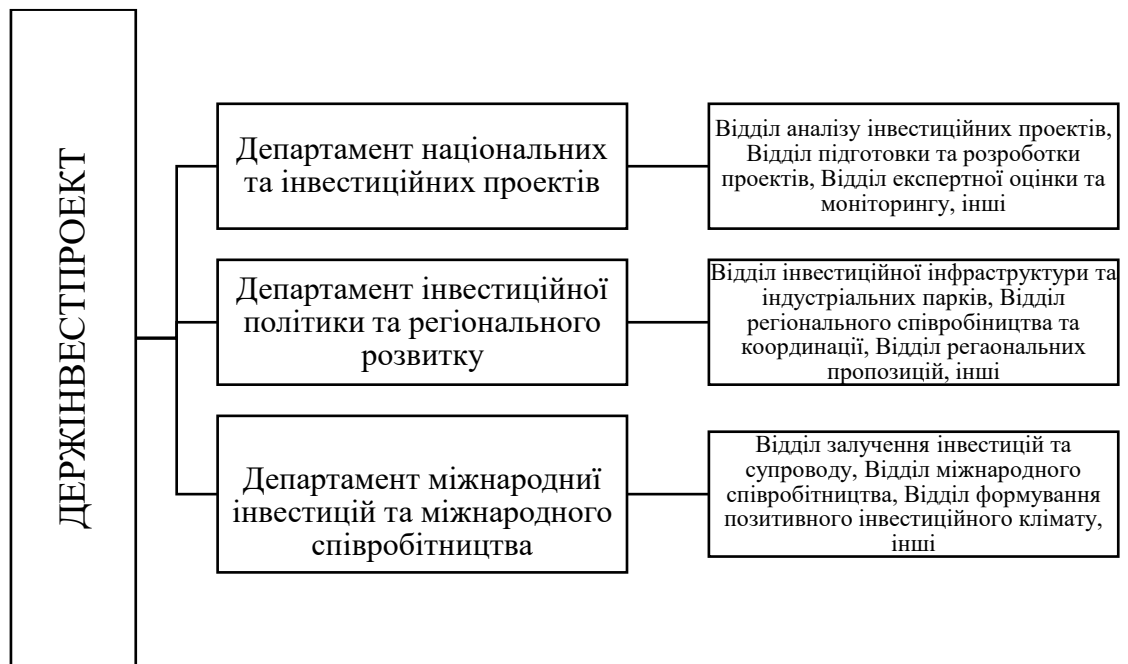 ДЕРЖІНВЕСТПРОЕКТ
Департамент національних
та інвестиційних проектів
Відділ аналізу інвестиційних проектів,
Відділ підготовки та розроботки
проектів, Відділ експертної оцінки та
моніторингу, інші
Департамент інвестиційної
політики та регіонального
розвитку
Відділ інвестиційної інфраструктури та
індустріальних парків, Відділ
регіонального співробіництва та
координації, Відділ регаональних
пропозицій, інші
Департамент міжнародниї
інвестицій та міжнародного
співробітництва
Відділ залучення інвестицій та
супроводу, Відділ міжнародного
співробітництва, Відділ формування
позитивного інвестиційного клімату,
інші